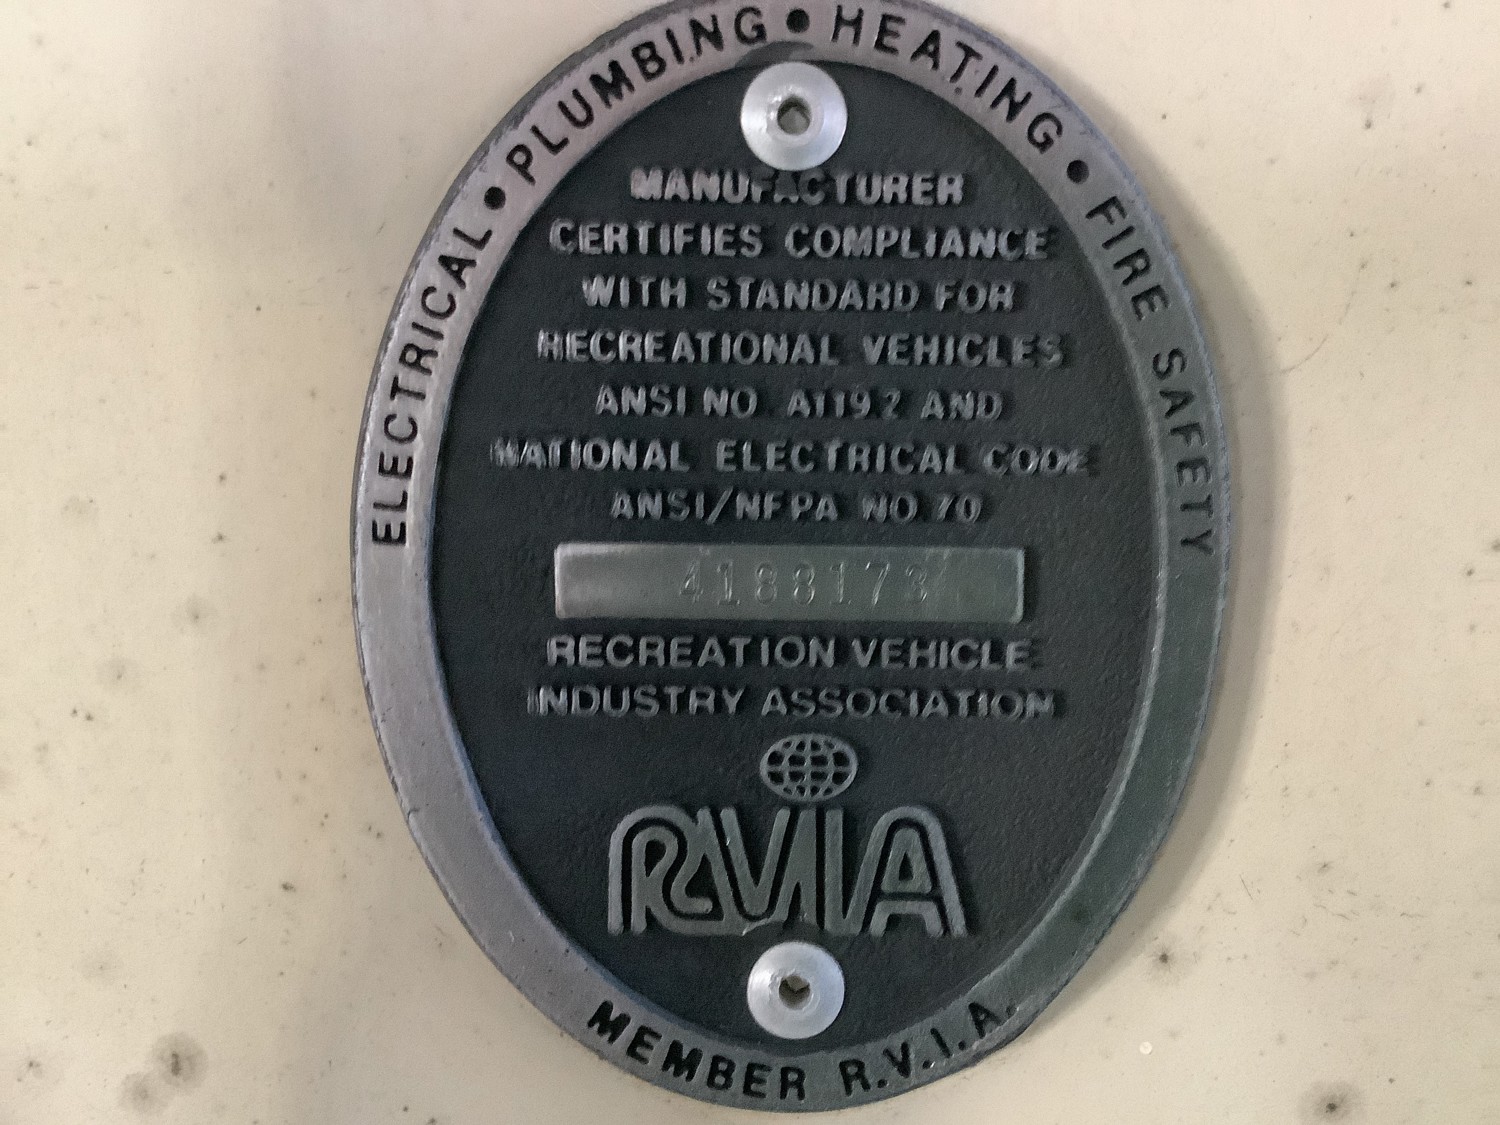 ELECTRICAL • PLUMBING • HEATING • FIRE SAFETY
MANUFACTURER
CERTIFIES COMPLIANCE
WITH STANDARD FOR
RECREATIONAL VEHICLES
ANSI NO. A119.2 AND
NATIONAL ELECTRICAL CODE
ANSI/NFPA NO. 70
4188173
RECREATION VEHICLE
INDUSTRY ASSOCIATION
RVIA
MEMBER R.V.I.A.